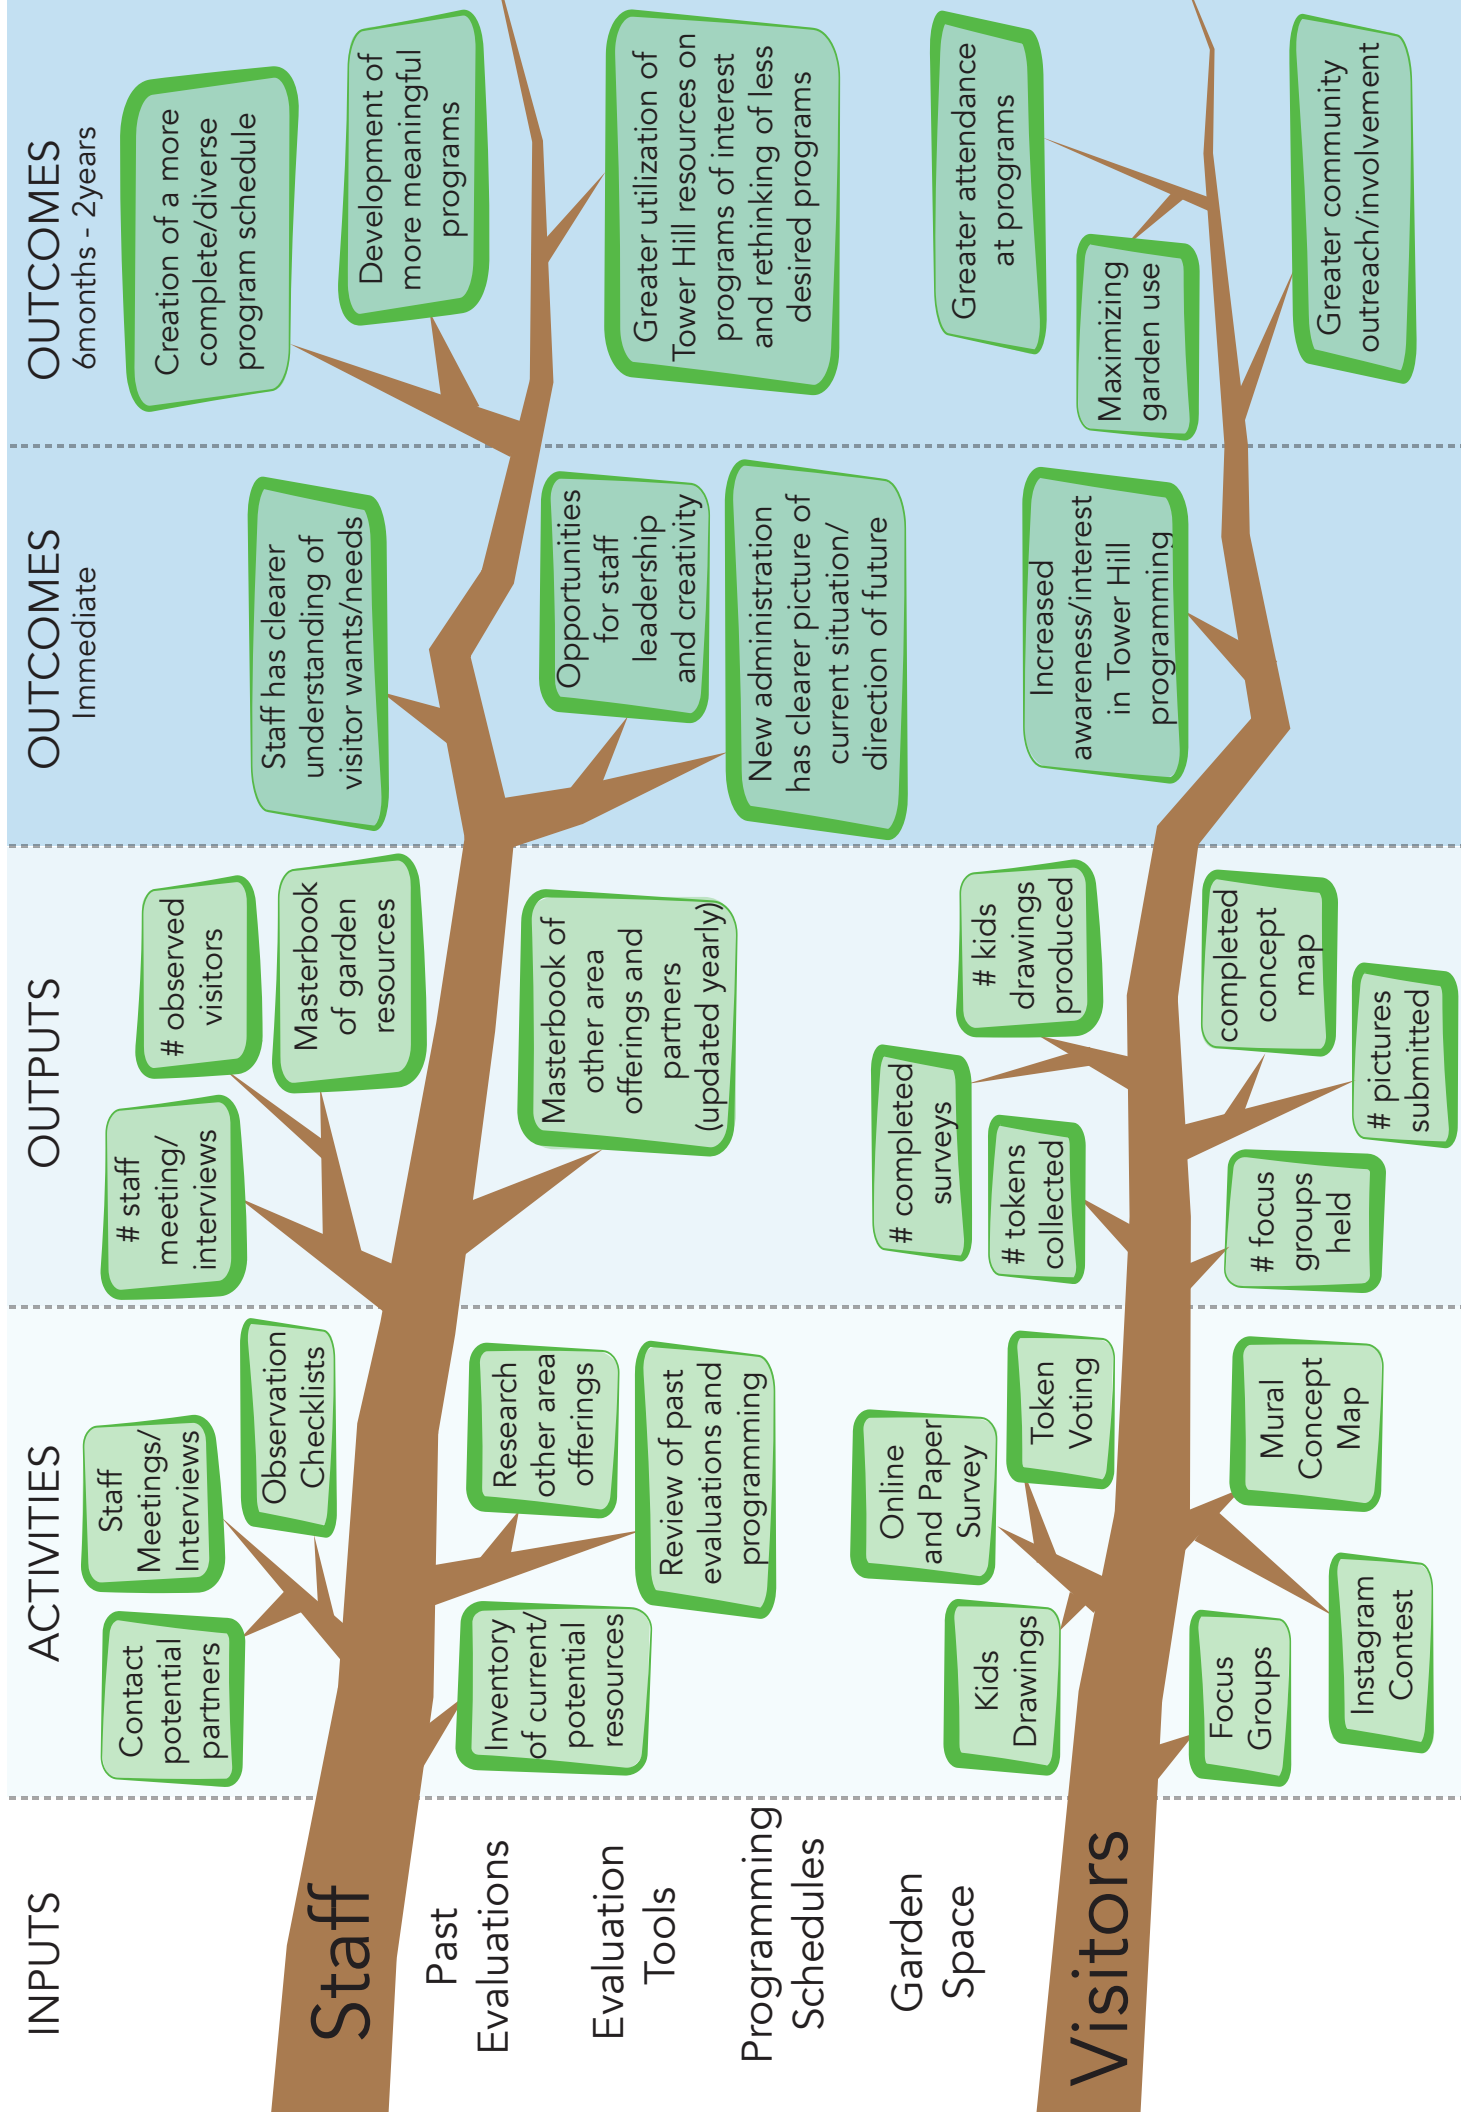 INPUTS
Staff
Past
Evaluations
Evaluation
Tools
Programming
Schedules
Garden
Space
Visitors
ACTIVITIES
Contact
potential
partners
Staff
Meetings/
Interviews
Observation
Checklists
Inventory
of current/
potential
resources
Research
other area
offerings
Review of past
evaluations and
programming
Kids
Drawings
Online
and Paper
Survey
Token
Voting
Focus
Groups
Mural
Concept
Map
Instagram
Contest
OUTPUTS
# staff
meeting/
interviews
# observed
visitors
Masterbook
of garden
resources
Masterbook of
other area
offerings and
partners
(updated yearly)
# completed
surveys
# tokens
collected
# kids
drawings
produced
# focus
groups
held
completed
concept
map
# pictures
submitted
OUTCOMES
Immediate
Staff has clearer
understanding of
visitor wants/needs
Opportunities
for staff
leadership
and creativity
New administration
has clearer picture of
current situation/
direction of future
Increased
awareness/interest
in Tower Hill
programming
OUTCOMES
6months - 2years
Creation of a more
complete/diverse
program schedule
Development of
more meaningful
programs
Greater utilization of
Tower Hill resources on
programs of interest
and rethinking of less
desired programs
Greater attendance
at programs
Maximizing
garden use
Greater community
outreach/involvement